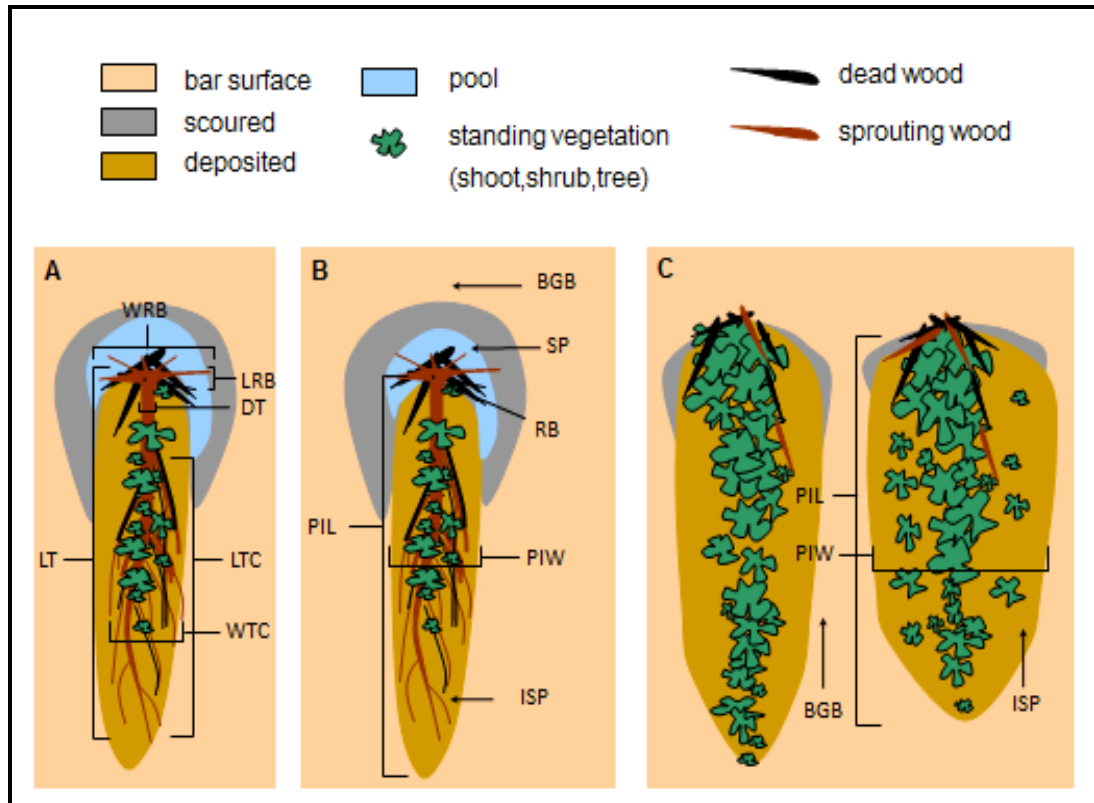 bar surface
scoured
deposited
pool
standing vegetation
(shoot,shrub,tree)
dead wood
sprouting wood
A
WRB
LRB
DT
LT
LTC
WTC
B
BGB
SP
RB
PIL
PIW
ISP
C
PIL
PIW
BGB
ISP